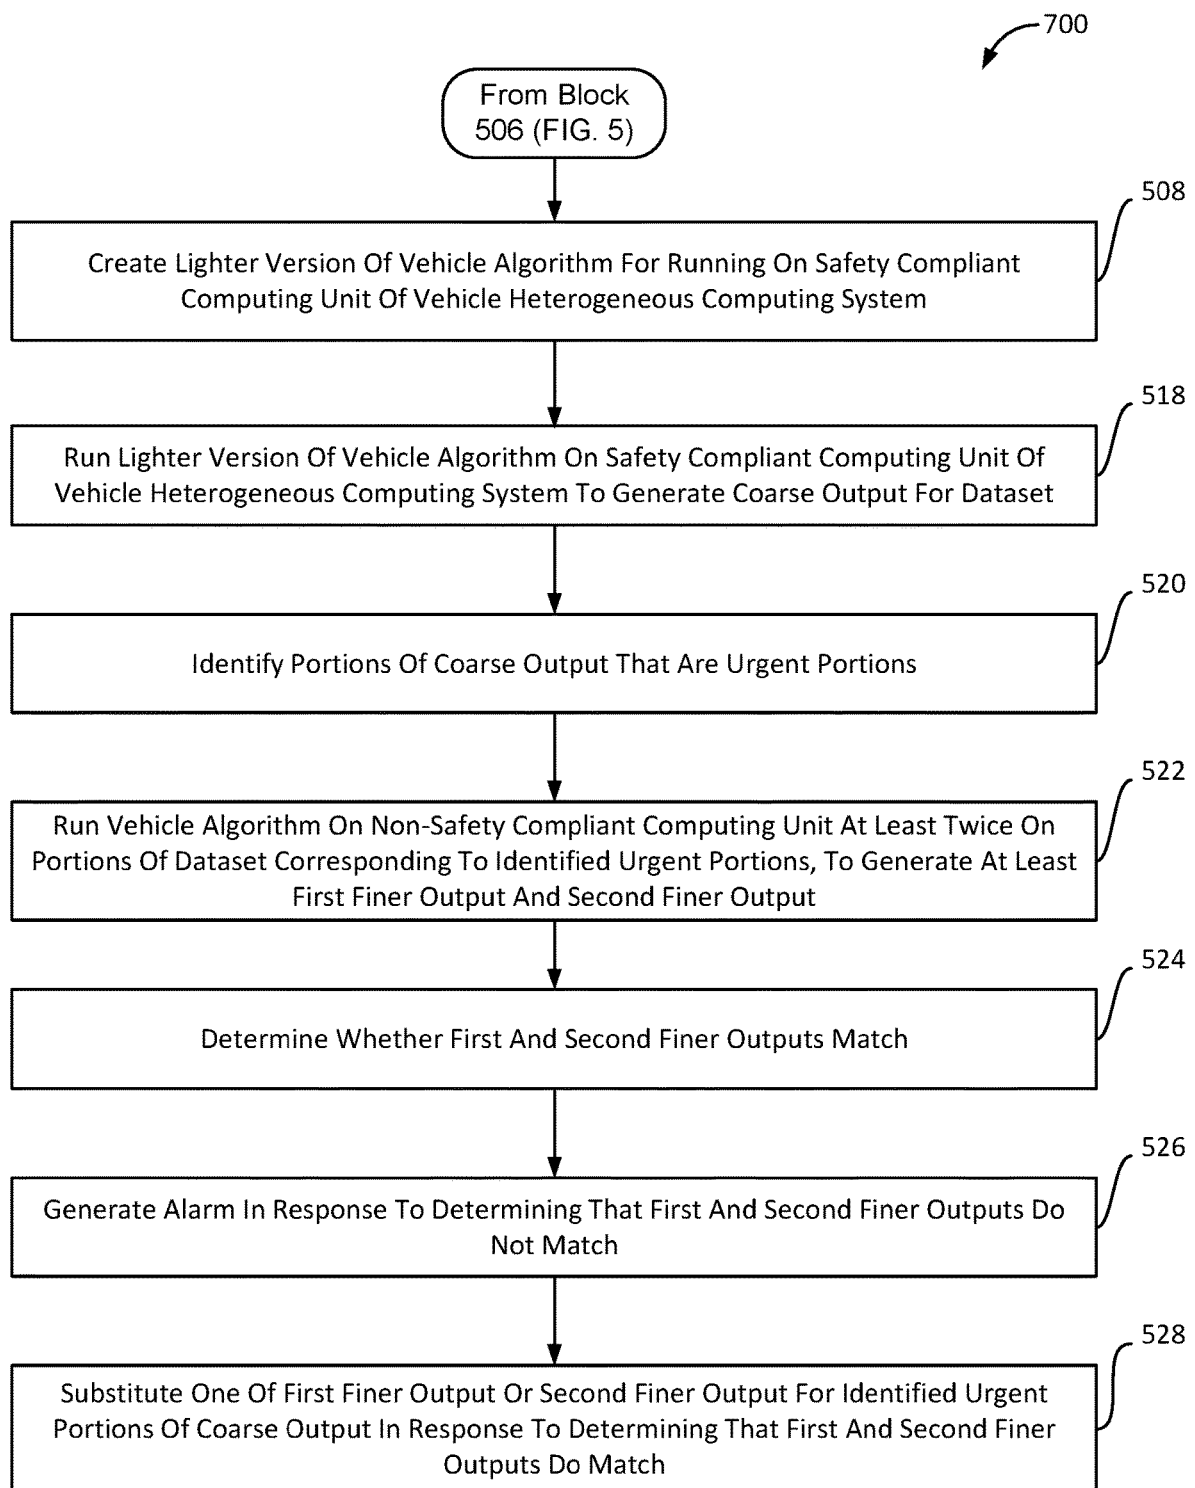 700
From Block
506 (FIG. 5)
508
Create Lighter Version Of Vehicle Algorithm For Running On Safety Compliant
Computing Unit Of Vehicle Heterogeneous Computing System
518
Run Lighter Version Of Vehicle Algorithm On Safety Compliant Computing Unit Of
Vehicle Heterogeneous Computing System To Generate Coarse Output For Dataset
520
Identify Portions Of Coarse Output That Are Urgent Portions
522
Run Vehicle Algorithm On Non-Safety Compliant Computing Unit At Least Twice On
Portions Of Dataset Corresponding To Identified Urgent Portions, To Generate At Least
First Finer Output And Second Finer Output
524
Determine Whether First And Second Finer Outputs Match
526
Generate Alarm In Response To Determining That First And Second Finer Outputs Do
Not Match
528
Substitute One Of First Finer Output Or Second Finer Output For Identified Urgent
Portions Of Coarse Output In Response To Determining That First And Second Finer
Outputs Do Match